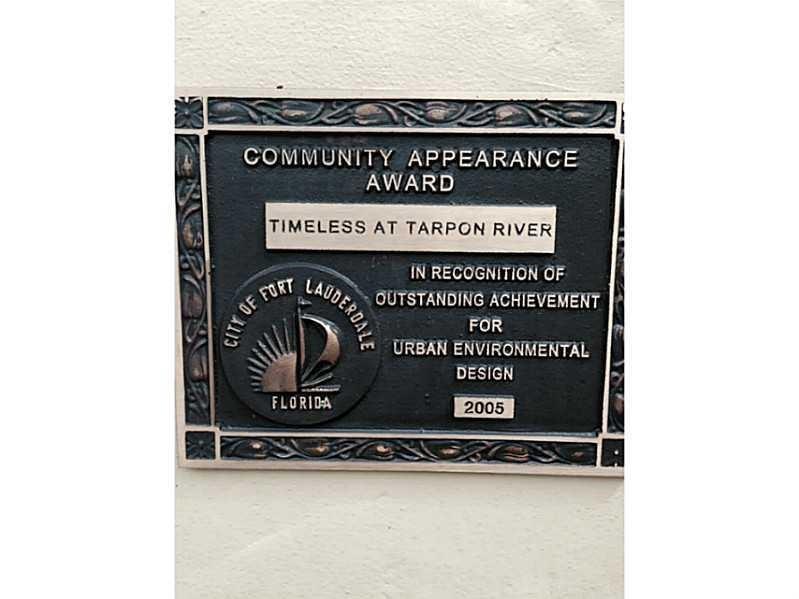 COMMUNITY APPEARANCE
AWARD
TIMELESS AT TARPON RIVER
IN RECOGNITION OF
OUTSTANDING ACHIEVEMENT
FOR
URBAN ENVIRONMENTAL
DESIGN
2005
CITY OF FORT LAUDERDALE
FLORIDA